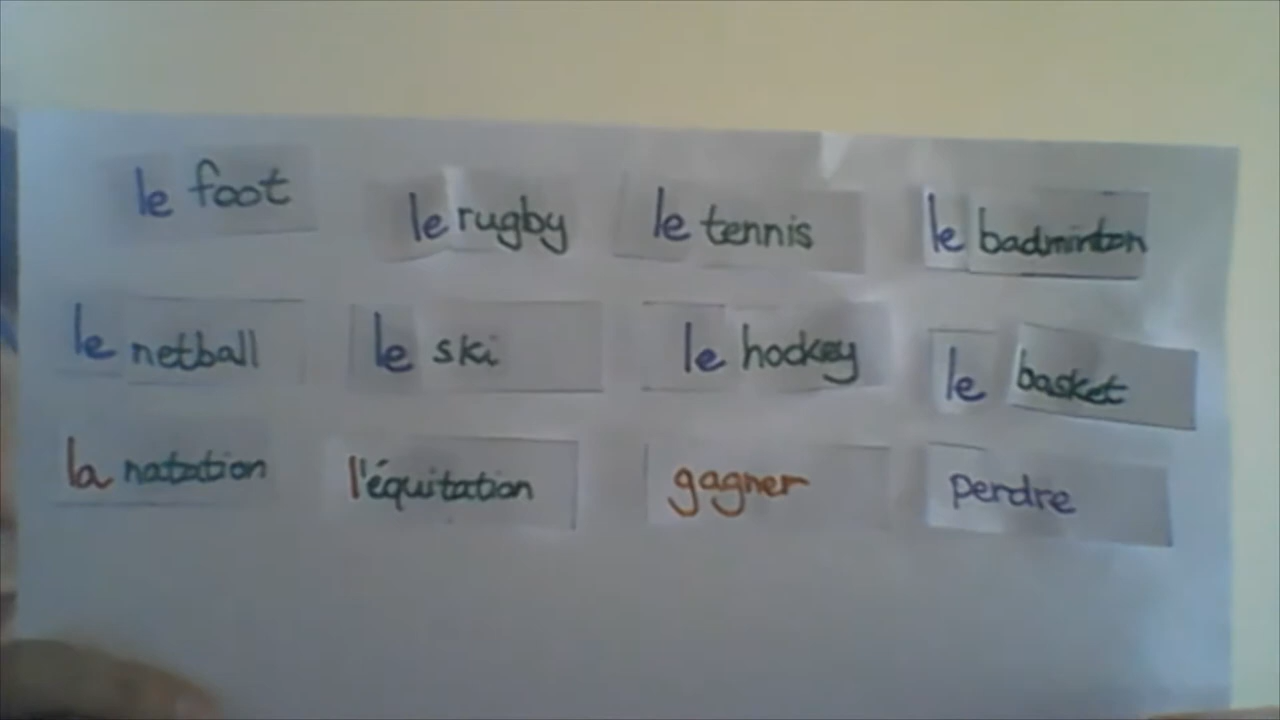 le foot le rugby le tennis le badminton
le netball le ski le hockey le basket
la natation l'équitation gagner perdre